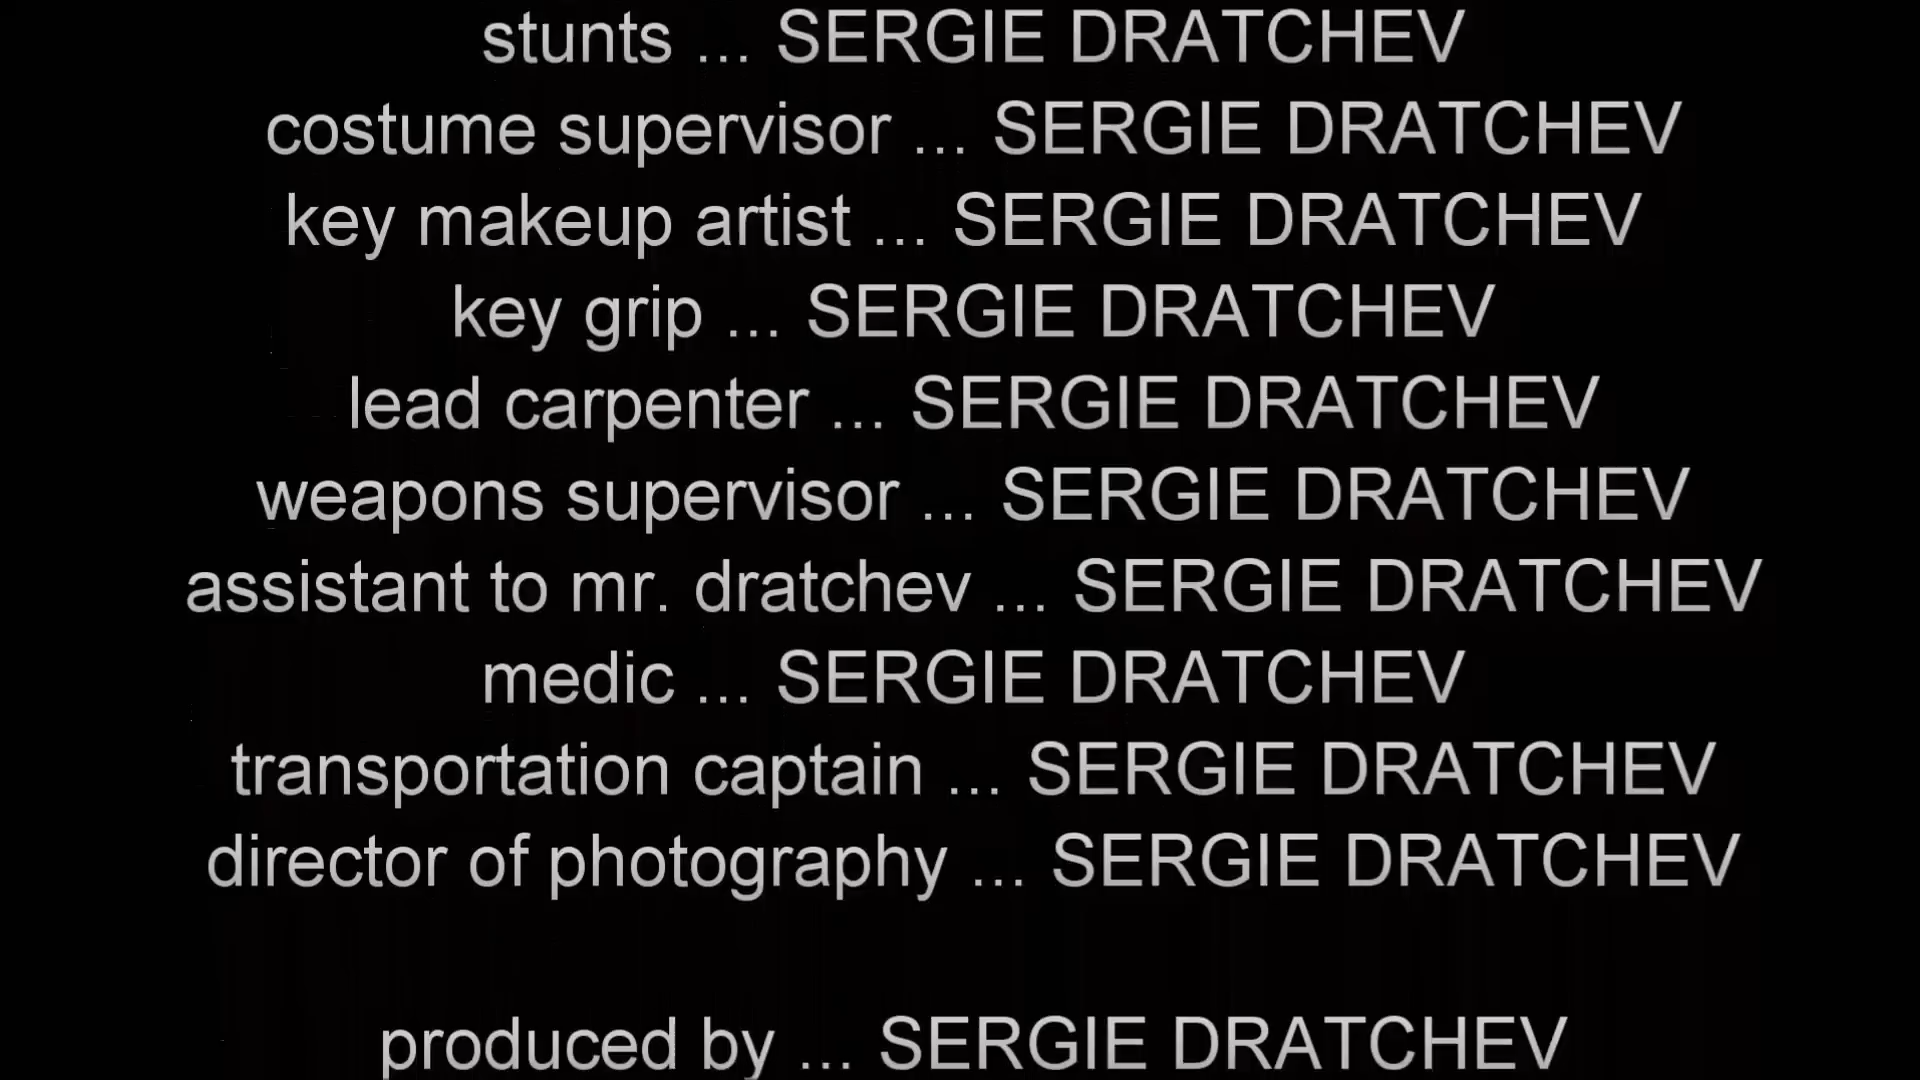 stunts ... SERGIE DRATCHEV
costume supervisor ... SERGIE DRATCHEV
key makeup artist ... SERGIE DRATCHEV
key grip ... SERGIE DRATCHEV
lead carpenter ... SERGIE DRATCHEV
weapons supervisor ... SERGIE DRATCHEV
assistant to mr. dratchev ... SERGIE DRATCHEV
medic ... SERGIE DRATCHEV
transportation captain ... SERGIE DRATCHEV
director of photography ... SERGIE DRATCHEV
produced by ... SERGIE DRATCHEV